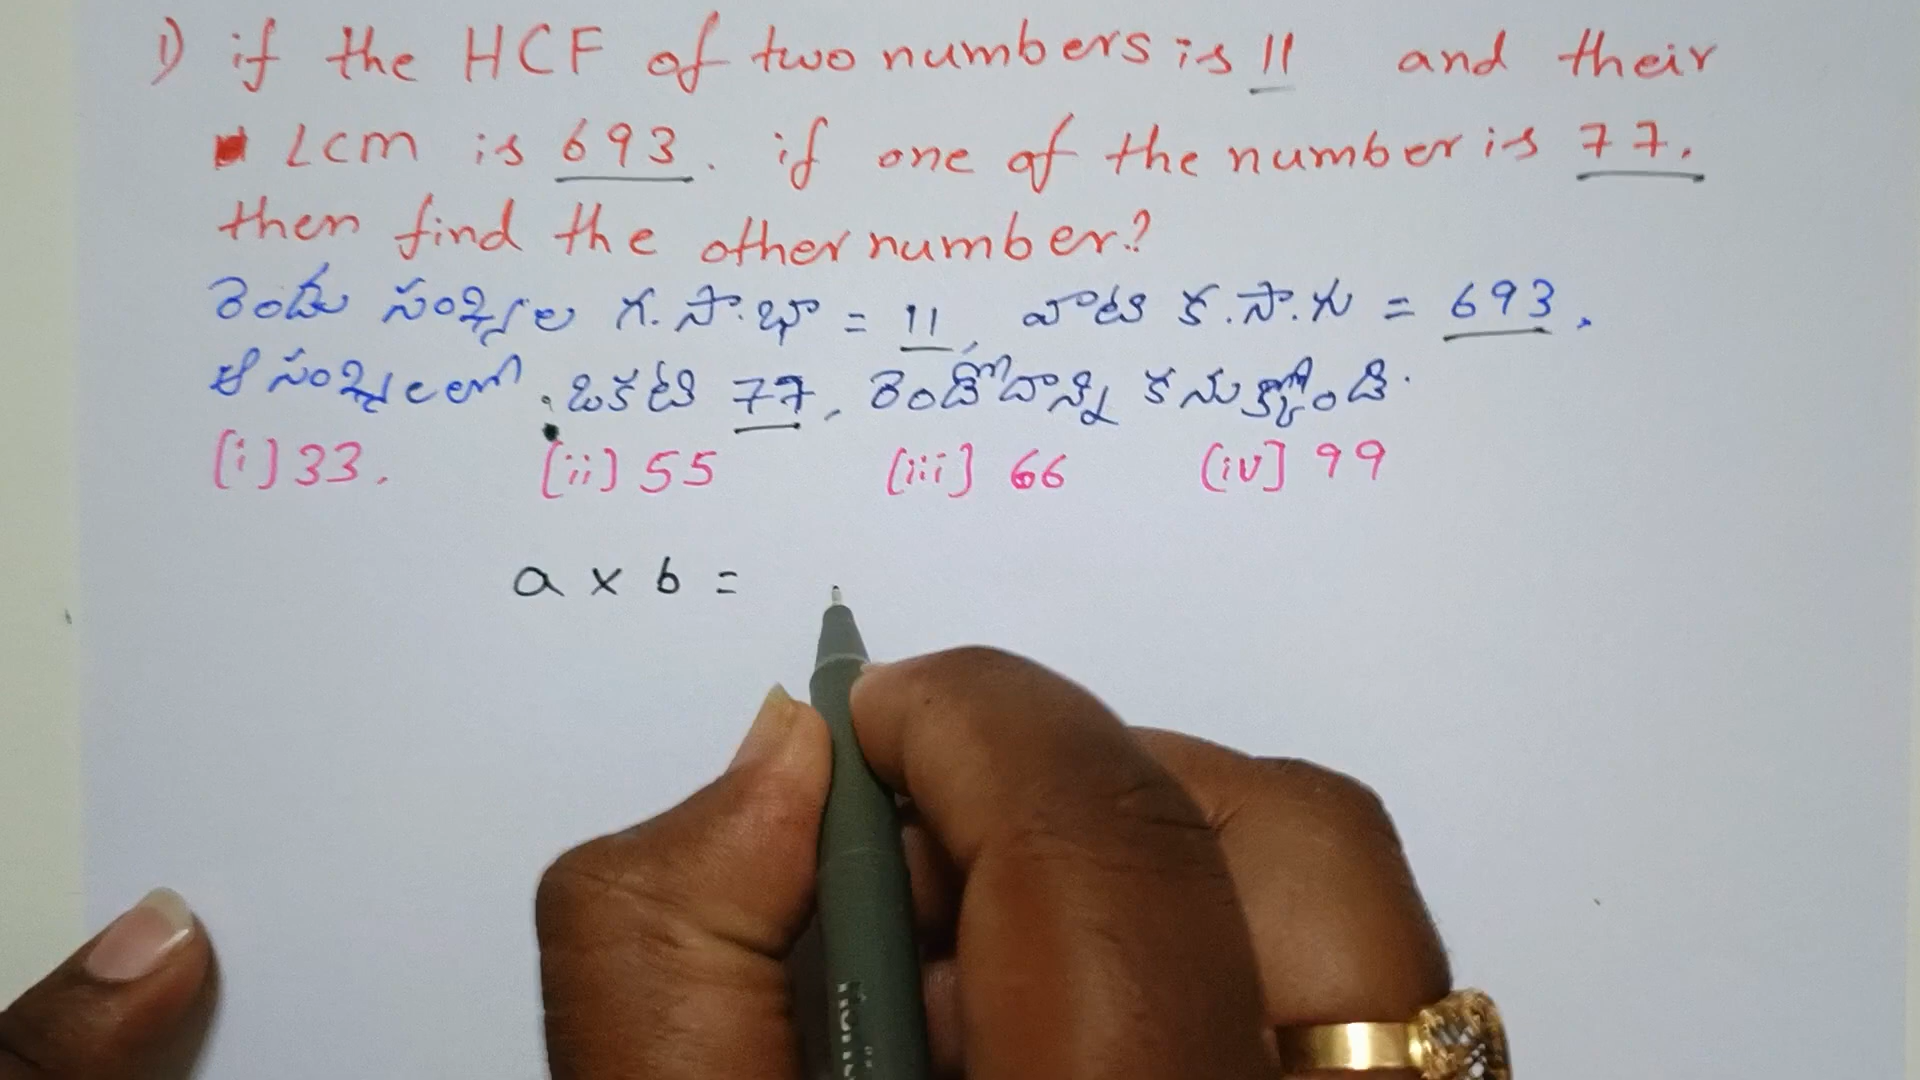 1) if the HCF of two numbers is 11 and their
LCM is 693. if one of the number is 77.
then find the other number?
రెండు సంఖ్యల గ.సా.భా = 11, వాటి క.సా.గు = 693,
ఆ సంఖ్యలలో ఒకటి 77, రెండోదాన్ని కనుక్కోండి.
(i) 33. (ii) 55 (iii) 66 (iv) 99
a × b =